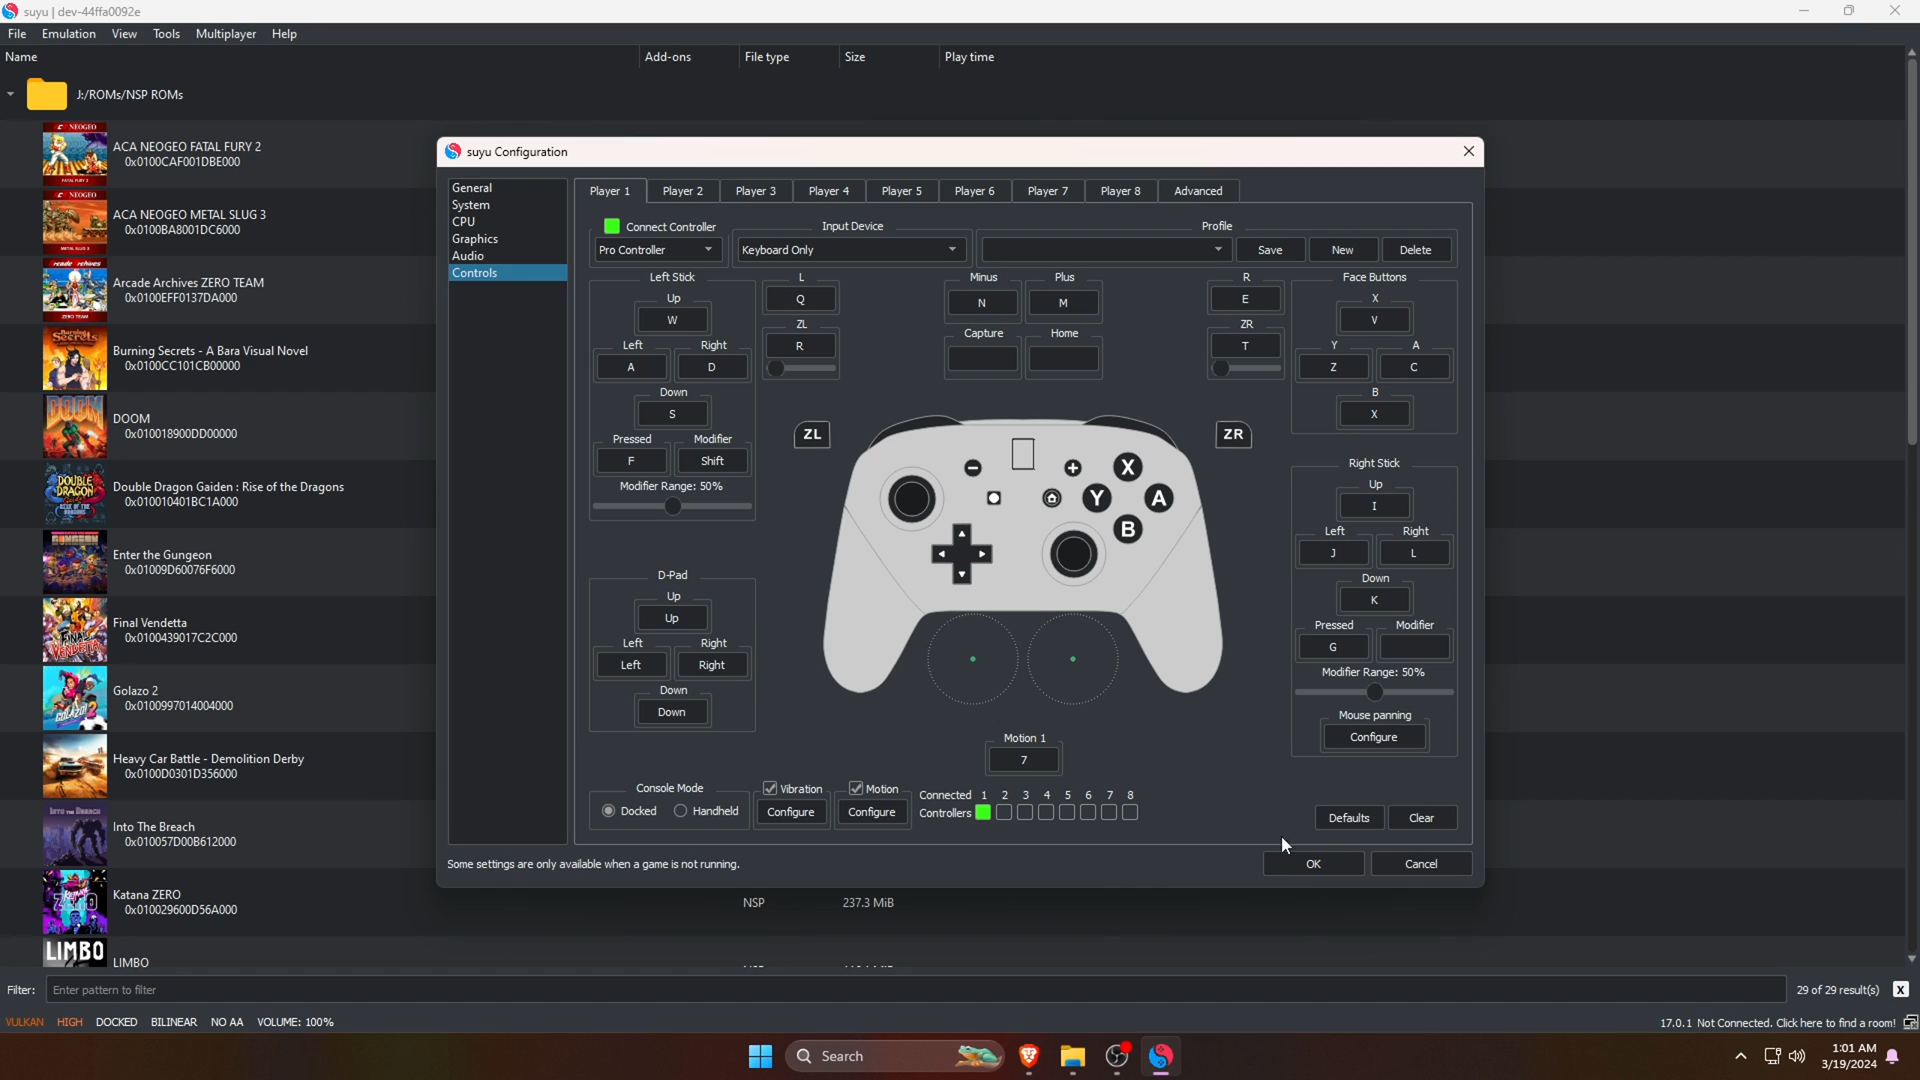 suyu | dev-44ffa0092e
File Emulation View Tools Multiplayer Help
Name Add-ons File type Size Play time
J:/ROMs/NSP ROMs
ACA NEOGEO FATAL FURY 2
0x0100CAF001DBE000
ACA NEOGEO METAL SLUG 3
0x0100BA8001DC6000
Arcade Archives ZERO TEAM
0x0100EFF0137DA000
Burning Secrets - A Bara Visual Novel
0x0100CC101CB00000
DOOM
0x010018900DD00000
Double Dragon Gaiden : Rise of the Dragons
0x010010401BC1A000
Enter the Gungeon
0x01009D60076F6000
Final Vendetta
0x0100439017C2C000
Golazo 2
0x0100997014004000
Heavy Car Battle - Demolition Derby
0x0100D0301D356000
Into The Breach
0x010057D00B612000
Katana ZERO
0x010029600D56A000
NSP 237.3 MiB
LIMBO
LIMBO
suyu Configuration
General
System
CPU
Graphics
Audio
Controls
Player 1 Player 2 Player 3 Player 4 Player 5 Player 6 Player 7 Player 8 Advanced
Connect Controller Input Device Profile
Pro Controller Keyboard Only Save New Delete
Left Stick L Minus Plus R Face Buttons
Up Q N M E X
W ZL Capture Home ZR V
Left Right R T Y A
A D Z C
Down B
S X
Pressed Modifier ZL ZR
F Shift
Modifier Range: 50%
X
Y A
B
Right Stick
Up
I
Left Right
J L
Down
K
Pressed Modifier
G
Modifier Range: 50%
Mouse panning
Configure
D-Pad
Up
Up
Left Right
Left Right
Down
Down
Motion 1
7
Console Mode Vibration Motion Connected 1 2 3 4 5 6 7 8
Docked Handheld Configure Configure Controllers
Defaults Clear
Some settings are only available when a game is not running.
OK Cancel
Filter: Enter pattern to filter 29 of 29 result(s) X
VULKAN HIGH DOCKED BILINEAR NO AA VOLUME: 100% 17.0.1 Not Connected. Click here to find a room!
Search
1:01 AM
3/19/2024